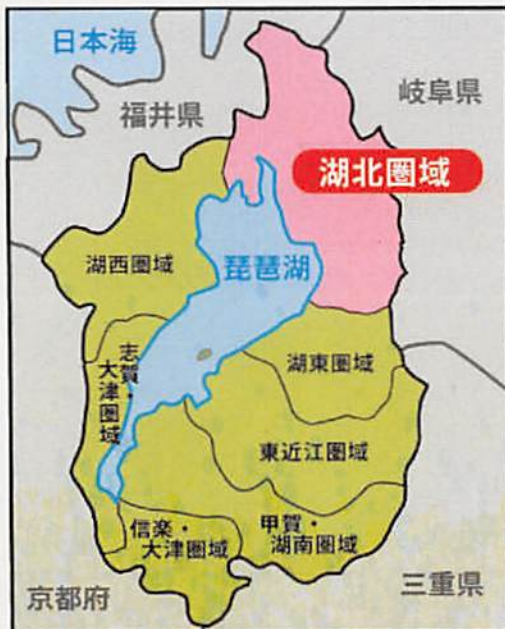 日本海
福井県
岐阜県
湖北圏域
湖西圏域
琵琶湖
志賀・
大津圏域
湖東圏域
東近江圏域
信楽・
大津圏域
甲賀・
湖南圏域
京都府
三重県